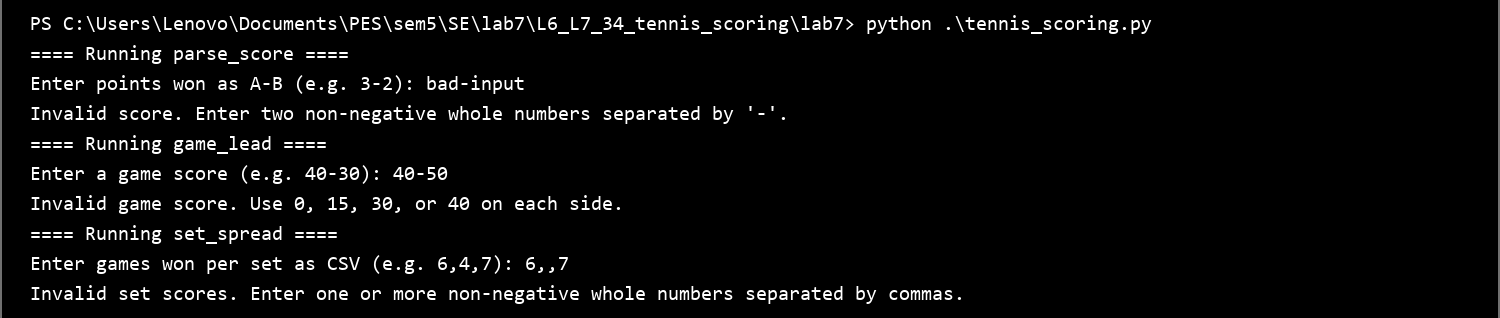 PS C:\Users\Lenovo\Documents\PES\sem5\SE\lab7\L6_L7_34_tennis_scoring\lab7> python .\tennis_scoring.py
==== Running parse_score ====
Enter points won as A-B (e.g. 3-2): bad-input
Invalid score. Enter two non-negative whole numbers separated by '-'.
==== Running game_lead ====
Enter a game score (e.g. 40-30): 40-50
Invalid game score. Use 0, 15, 30, or 40 on each side.
==== Running set_spread ====
Enter games won per set as CSV (e.g. 6,4,7): 6,,7
Invalid set scores. Enter one or more non-negative whole numbers separated by commas.